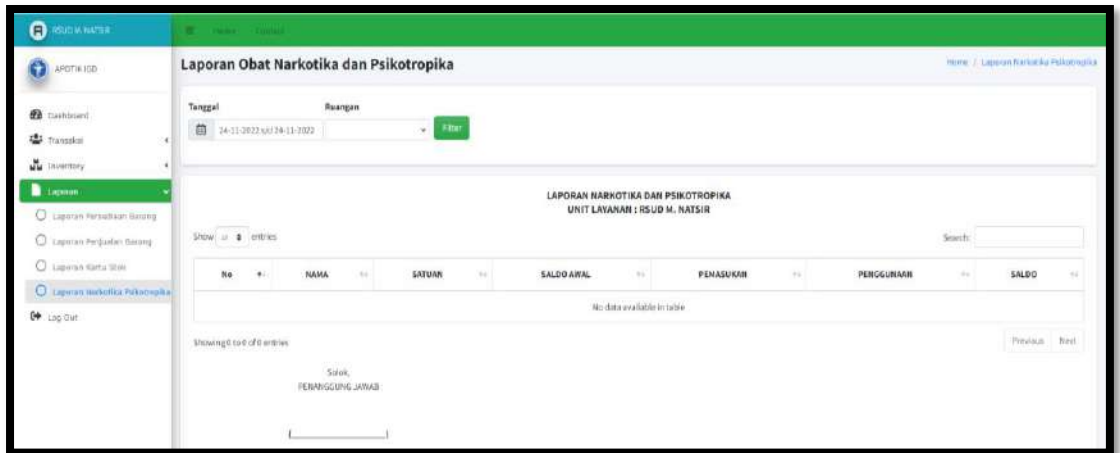 RSUD M. NATSIR
Home Contact
APOTIK IGD
Laporan Obat Narkotika dan Psikotropika
Home / Laporan Narkotika Psikotropika
Dashboard
Transaksi
Inventory
Laporan
Laporan Persediaan Barang
Laporan Penjualan Barang
Laporan Kartu Stok
Laporan Narkotika Psikotropika
Log Out
Tanggal Ruangan
24-11-2022 s/d 24-11-2022 Filter
LAPORAN NARKOTIKA DAN PSIKOTROPIKA
UNIT LAYANAN : RSUD M. NATSIR
Show 10 entries Search:
No NAMA SATUAN SALDO AWAL PEMASUKAN PENGGUNAAN SALDO
No data available in table
Showing 0 to 0 of 0 entries Previous Next
Solok,
PENANGGUNG JAWAB